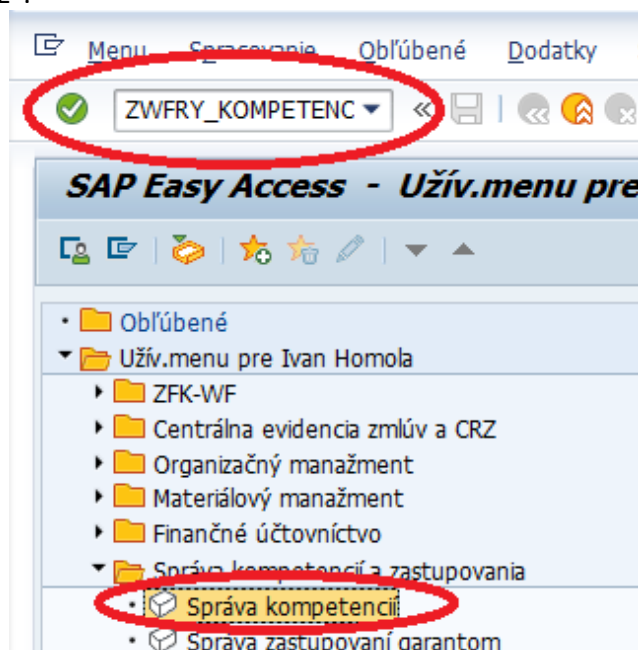 Menu Spracovanie Obľúbené Dodatky
ZWFRY_KOMPETENC
SAP Easy Access - Užív.menu pre
Obľúbené
Užív.menu pre Ivan Homola
ZFK-WF
Centrálna evidencia zmlúv a CRZ
Organizačný manažment
Materiálový manažment
Finančné účtovníctvo
Správa kompetencií a zastupovania
Správa kompetencií
Správa zastupovaní garantom